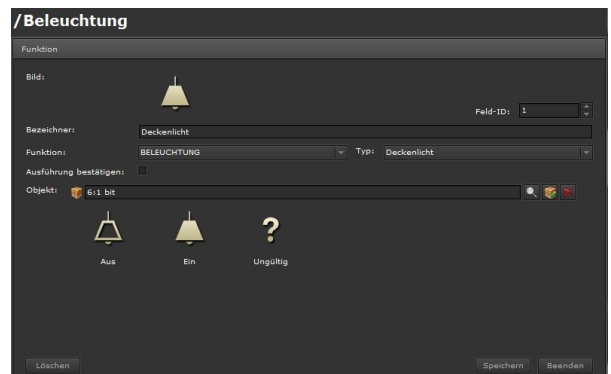 /Beleuchtung
Funktion
Bild:
Feld-ID: 1
Bezeichner: Deckenlicht
Funktion: BELEUCHTUNG Typ: Deckenlicht
Ausführung bestätigen:
Objekt: 6:1 bit
?
Aus Ein Ungültig
Löschen Speichern Beenden